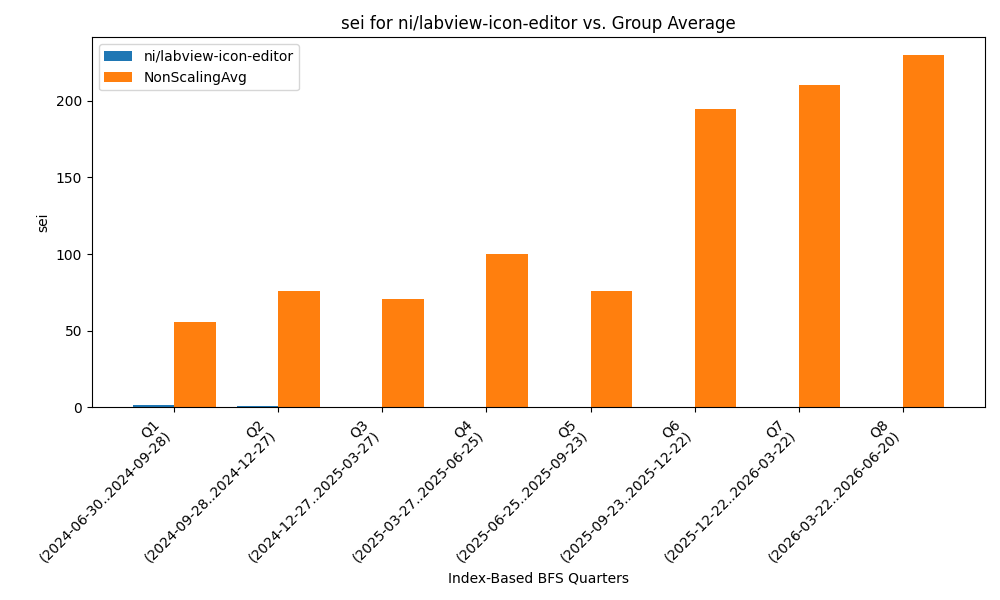 sei for ni/labview-icon-editor vs. Group Average
ni/labview-icon-editor
NonScalingAvg
sei
200
150
100
50
0
Q1
(2024-06-30..2024-09-28)
Q2
(2024-09-28..2024-12-27)
Q3
(2024-12-27..2025-03-27)
Q4
(2025-03-27..2025-06-25)
Q5
(2025-06-25..2025-09-23)
Q6
(2025-09-23..2025-12-22)
Q7
(2025-12-22..2026-03-22)
Q8
(2026-03-22..2026-06-20)
Index-Based BFS Quarters